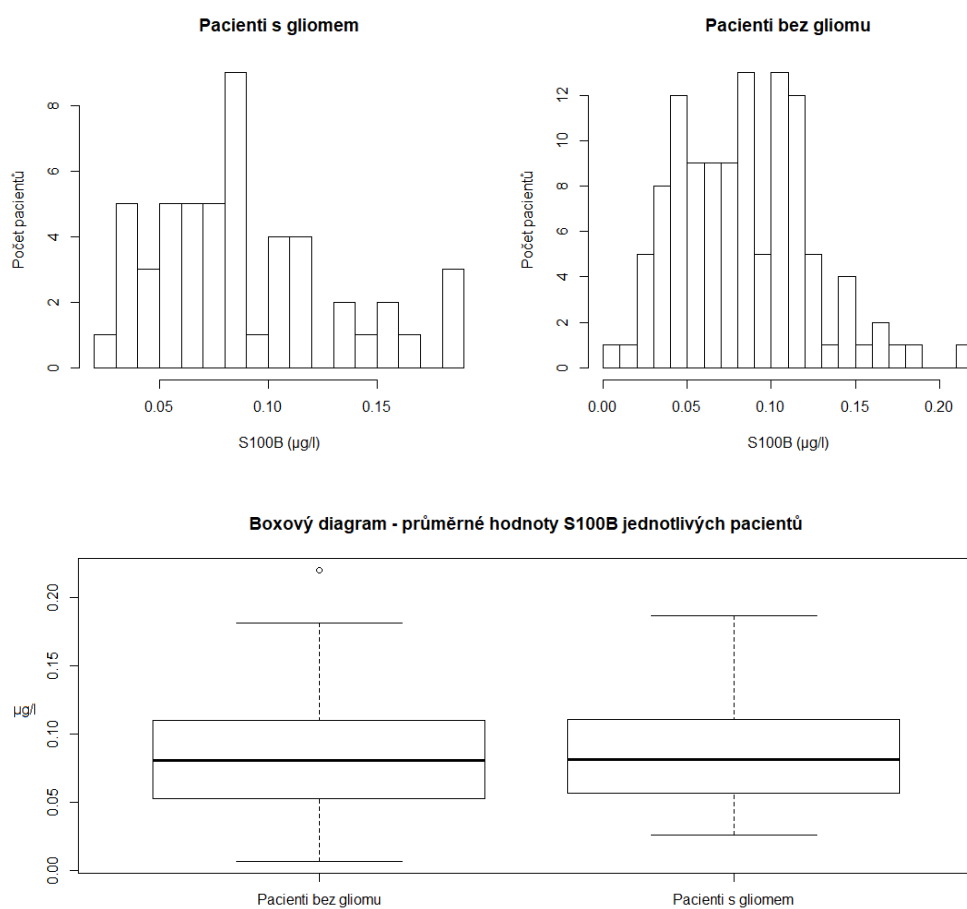 Pacienti s gliomem
Počet pacientů
8
6
4
2
0
0.05 0.10 0.15
S100B (µg/l)
Pacienti bez gliomu
Počet pacientů
12
10
8
6
4
2
0
0.00 0.05 0.10 0.15 0.20
S100B (µg/l)
Boxový diagram - průměrné hodnoty S100B jednotlivých pacientů
µg/l
0.20
0.15
0.10
0.05
0.00
Pacienti bez gliomu Pacienti s gliomem